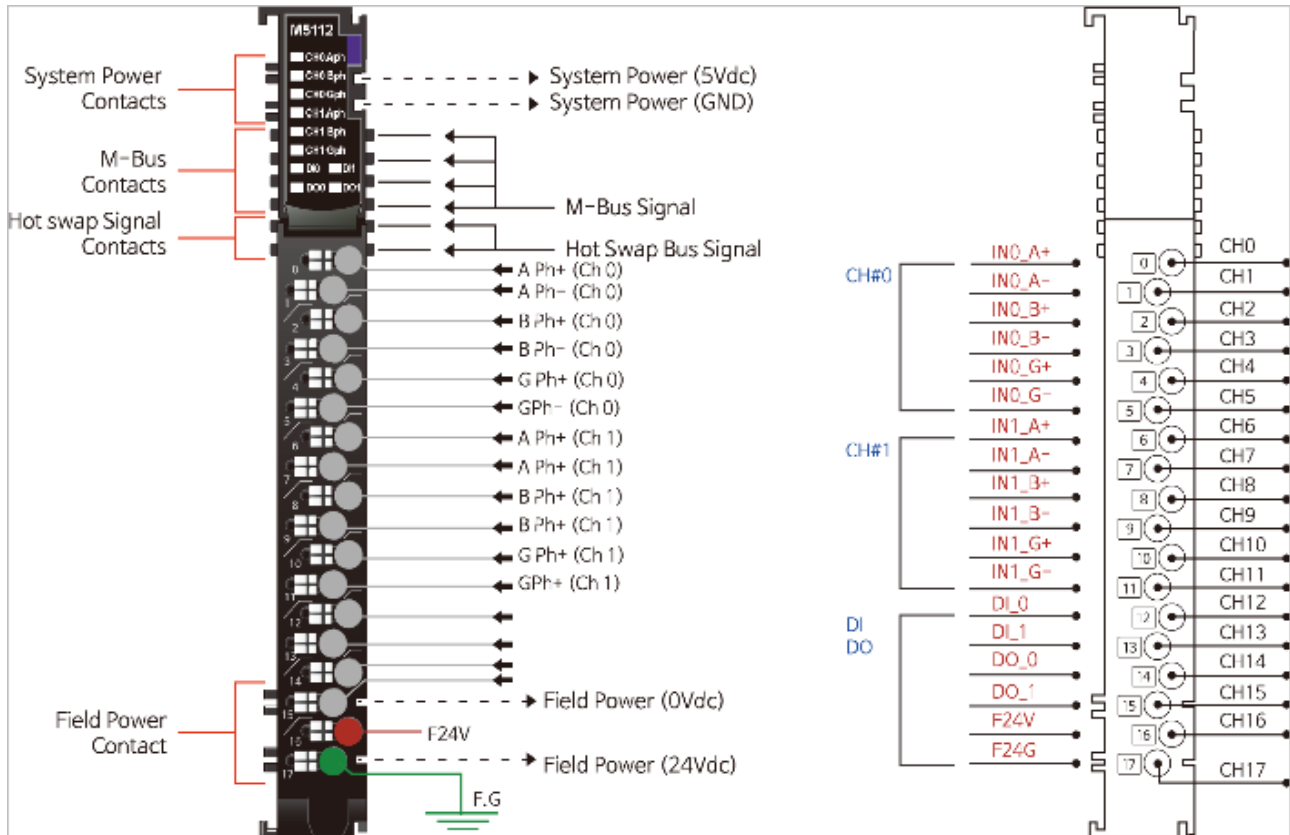 M5112
CH0 Aph
CH0 Bph
CH0 Gph
CH1 Aph
CH1 Bph
CH1 Gph
DI0 DI1
DO0 DO1
System Power
Contacts
M-Bus
Contacts
Hot swap Signal
Contacts
Field Power
Contact
System Power (5Vdc)
System Power (GND)
M-Bus Signal
Hot Swap Bus Signal
A Ph+ (Ch 0)
A Ph- (Ch 0)
B Ph+ (Ch 0)
B Ph- (Ch 0)
G Ph+ (Ch 0)
GPh- (Ch 0)
A Ph+ (Ch 1)
A Ph+ (Ch 1)
B Ph+ (Ch 1)
B Ph+ (Ch 1)
G Ph+ (Ch 1)
GPh+ (Ch 1)
Field Power (0Vdc)
F24V
Field Power (24Vdc)
F.G
0
1
2
3
4
5
6
7
8
9
10
11
12
13
14
15
16
17
CH#0
CH#1
DI
DO
IN0_A+
IN0_A-
IN0_B+
IN0_B-
IN0_G+
IN0_G-
IN1_A+
IN1_A-
IN1_B+
IN1_B-
IN1_G+
IN1_G-
DI_0
DI_1
DO_0
DO_1
F24V
F24G
0 CH0
1 CH1
2 CH2
3 CH3
4 CH4
5 CH5
6 CH6
7 CH7
8 CH8
9 CH9
10 CH10
11 CH11
12 CH12
13 CH13
14 CH14
15 CH15
16 CH16
17 CH17